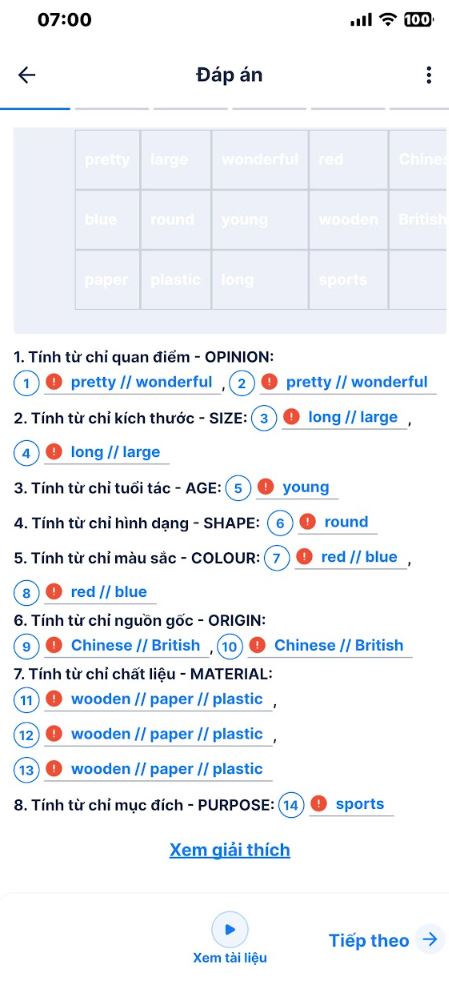 07:00
100
Đáp án
pretty large wonderful red Chines
blue round young wooden British
paper plastic long sports
1. Tính từ chỉ quan điểm - OPINION:
1 ! pretty // wonderful , 2 ! pretty // wonderful
2. Tính từ chỉ kích thước - SIZE: 3 ! long // large ,
4 ! long // large
3. Tính từ chỉ tuổi tác - AGE: 5 ! young
4. Tính từ chỉ hình dạng - SHAPE: 6 ! round
5. Tính từ chỉ màu sắc - COLOUR: 7 ! red // blue ,
8 ! red // blue
6. Tính từ chỉ nguồn gốc - ORIGIN:
9 ! Chinese // British , 10 ! Chinese // British
7. Tính từ chỉ chất liệu - MATERIAL:
11 ! wooden // paper // plastic ,
12 ! wooden // paper // plastic ,
13 ! wooden // paper // plastic
8. Tính từ chỉ mục đích - PURPOSE: 14 ! sports
Xem giải thích
Xem tài liệu
Tiếp theo